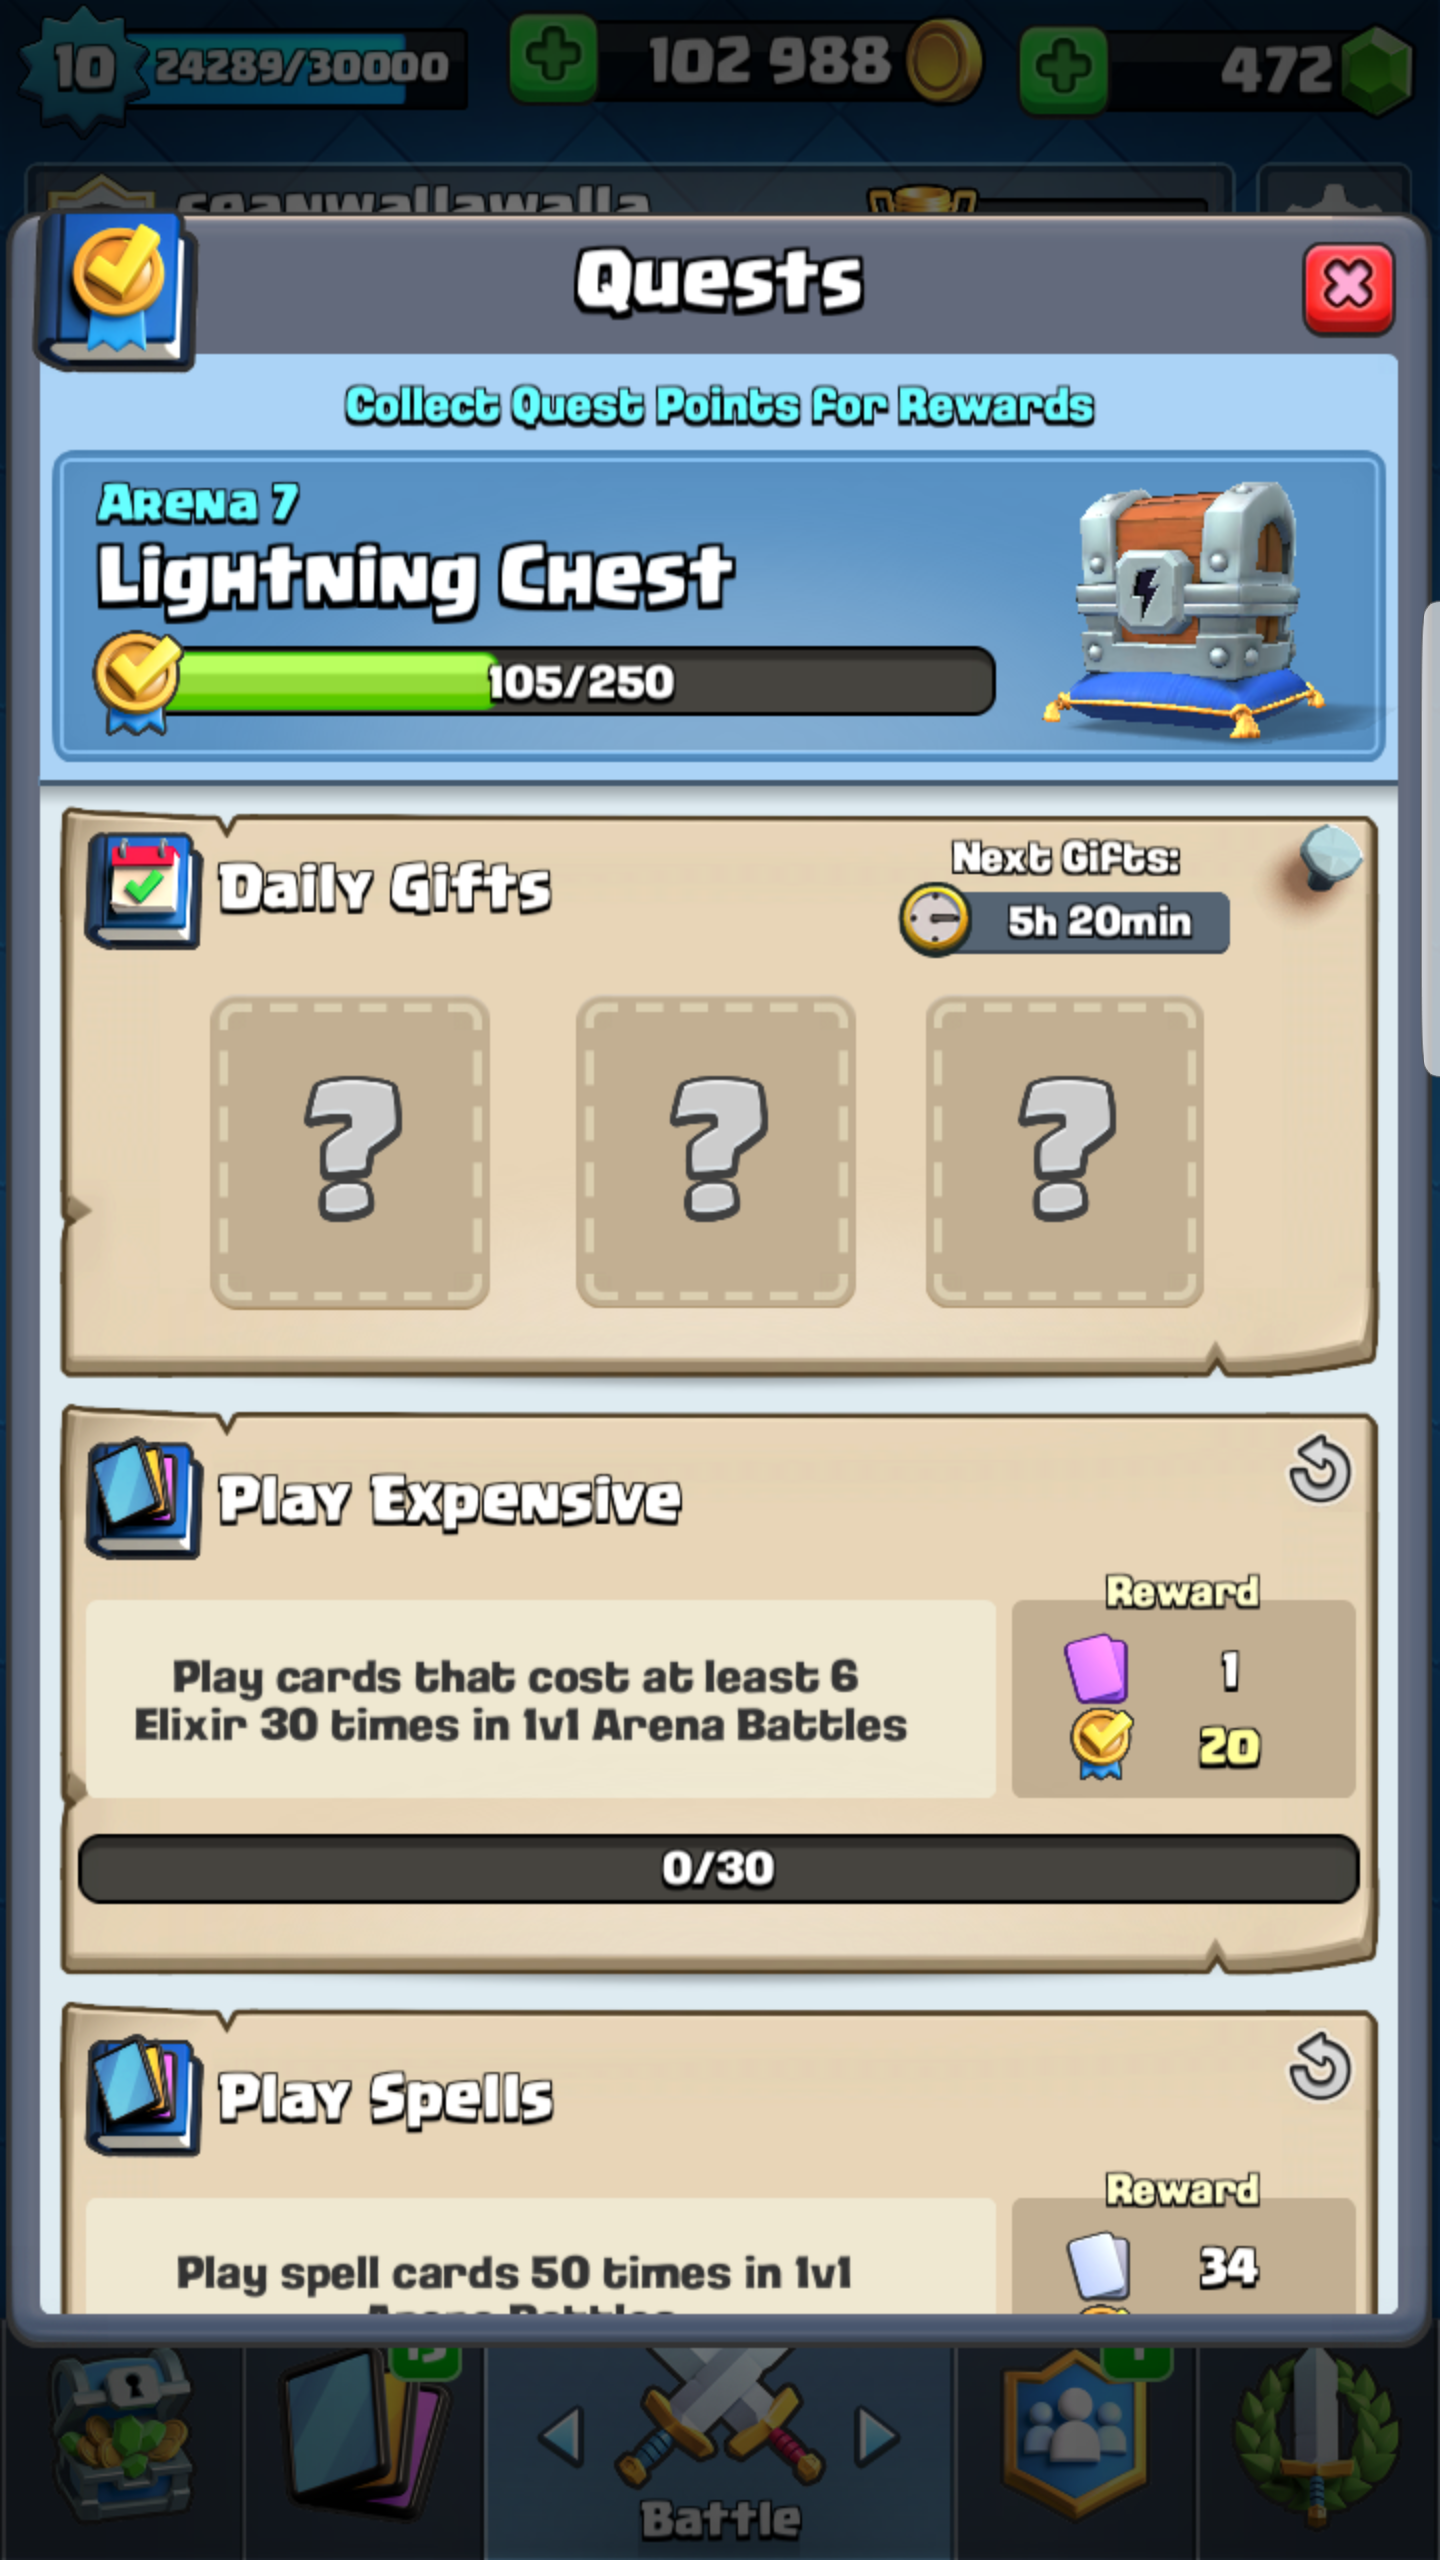 10
24289/30000
102 988
472
seanwallawalla
Quests
Collect Quest Points for Rewards
Arena 7
Lightning Chest
105/250
Daily Gifts
Next Gifts:
5h 20min
?
?
?
Play Expensive
Play cards that cost at least 6
Elixir 30 times in 1v1 Arena Battles
Reward
1
20
0/30
Play Spells
Play spell cards 50 times in 1v1
Arena Battles
Reward
34
Battle